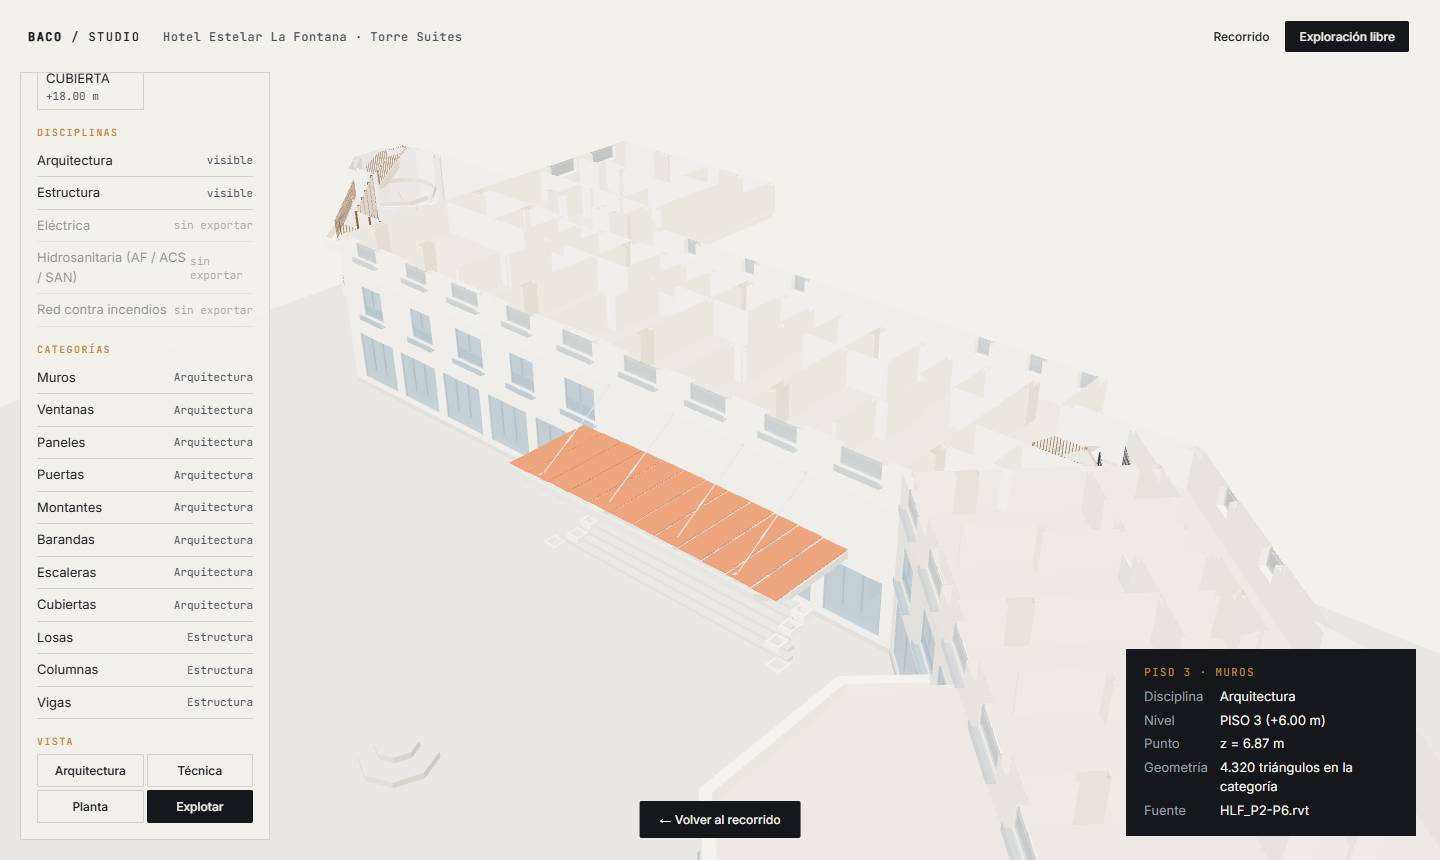 BACO / STUDIO Hotel Estelar La Fontana · Torre Suites
Recorrido Exploración libre
CUBIERTA
+18.00 m
DISCIPLINAS
Arquitectura visible
Estructura visible
Eléctrica sin exportar
Hidrosanitaria (AF / ACS / SAN) sin exportar
Red contra incendios sin exportar
CATEGORÍAS
Muros Arquitectura
Ventanas Arquitectura
Paneles Arquitectura
Puertas Arquitectura
Montantes Arquitectura
Barandas Arquitectura
Escaleras Arquitectura
Cubiertas Arquitectura
Losas Estructura
Columnas Estructura
Vigas Estructura
VISTA
Arquitectura Técnica
Planta Explotar
← Volver al recorrido
PISO 3 · MUROS
Disciplina Arquitectura
Nivel PISO 3 (+6.00 m)
Punto z = 6.87 m
Geometría 4.320 triángulos en la
categoría
Fuente HLF_P2-P6.rvt